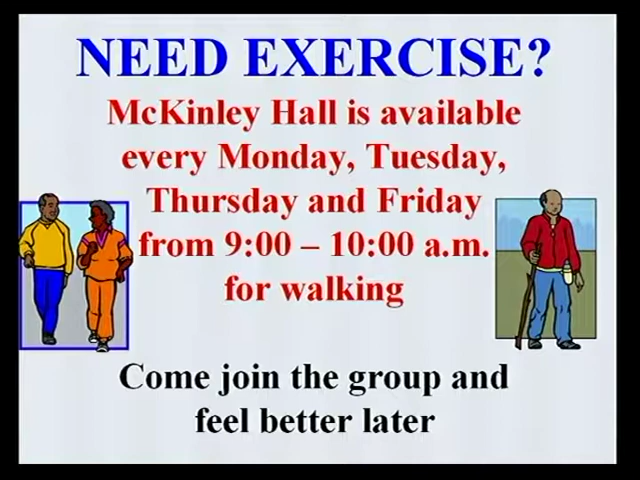 NEED EXERCISE?
McKinley Hall is available
every Monday, Tuesday,
Thursday and Friday
from 9:00 – 10:00 a.m.
for walking
Come join the group and
feel better later